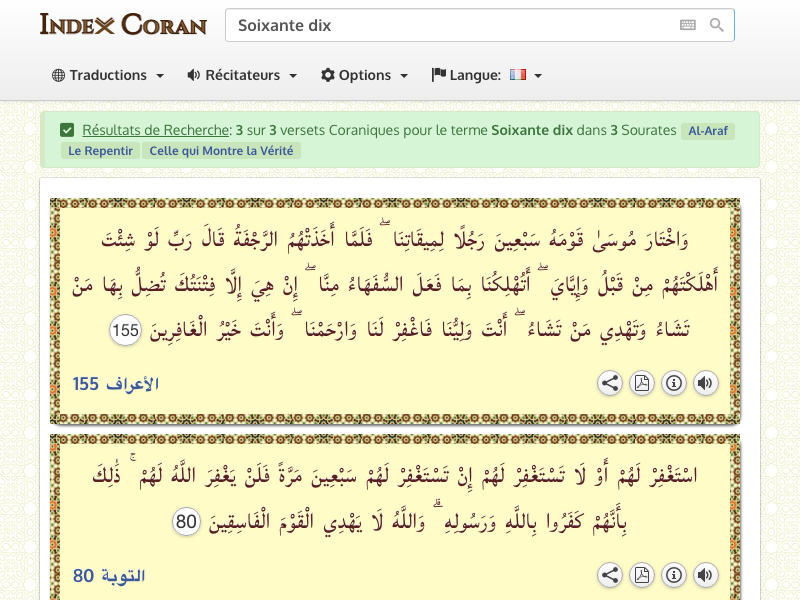 INDEX CORAN
Soixante dix
Traductions
Récitateurs
Options
Langue:
Résultats de Recherche: 3 sur 3 versets Coraniques pour le terme Soixante dix dans 3 Sourates Al-Araf
Le Repentir Celle qui Montre la Vérité
وَاخْتَارَ مُوسَىٰ قَوْمَهُ سَبْعِينَ رَجُلًا لِمِيقَاتِنَا ۖ فَلَمَّا أَخَذَتْهُمُ الرَّجْفَةُ قَالَ رَبِّ لَوْ شِئْتَ
أَهْلَكْتَهُمْ مِنْ قَبْلُ وَإِيَّايَ ۖ أَتُهْلِكُنَا بِمَا فَعَلَ السُّفَهَاءُ مِنَّا ۖ إِنْ هِيَ إِلَّا فِتْنَتُكَ تُضِلُّ بِهَا مَنْ
تَشَاءُ وَتَهْدِي مَنْ تَشَاءُ ۖ أَنْتَ وَلِيُّنَا فَاغْفِرْ لَنَا وَارْحَمْنَا ۖ وَأَنْتَ خَيْرُ الْغَافِرِينَ 155
الأعراف 155
اسْتَغْفِرْ لَهُمْ أَوْ لَا تَسْتَغْفِرْ لَهُمْ إِنْ تَسْتَغْفِرْ لَهُمْ سَبْعِينَ مَرَّةً فَلَنْ يَغْفِرَ اللَّهُ لَهُمْ ۚ ذَٰلِكَ
بِأَنَّهُمْ كَفَرُوا بِاللَّهِ وَرَسُولِهِ ۗ وَاللَّهُ لَا يَهْدِي الْقَوْمَ الْفَاسِقِينَ 80
التوبة 80